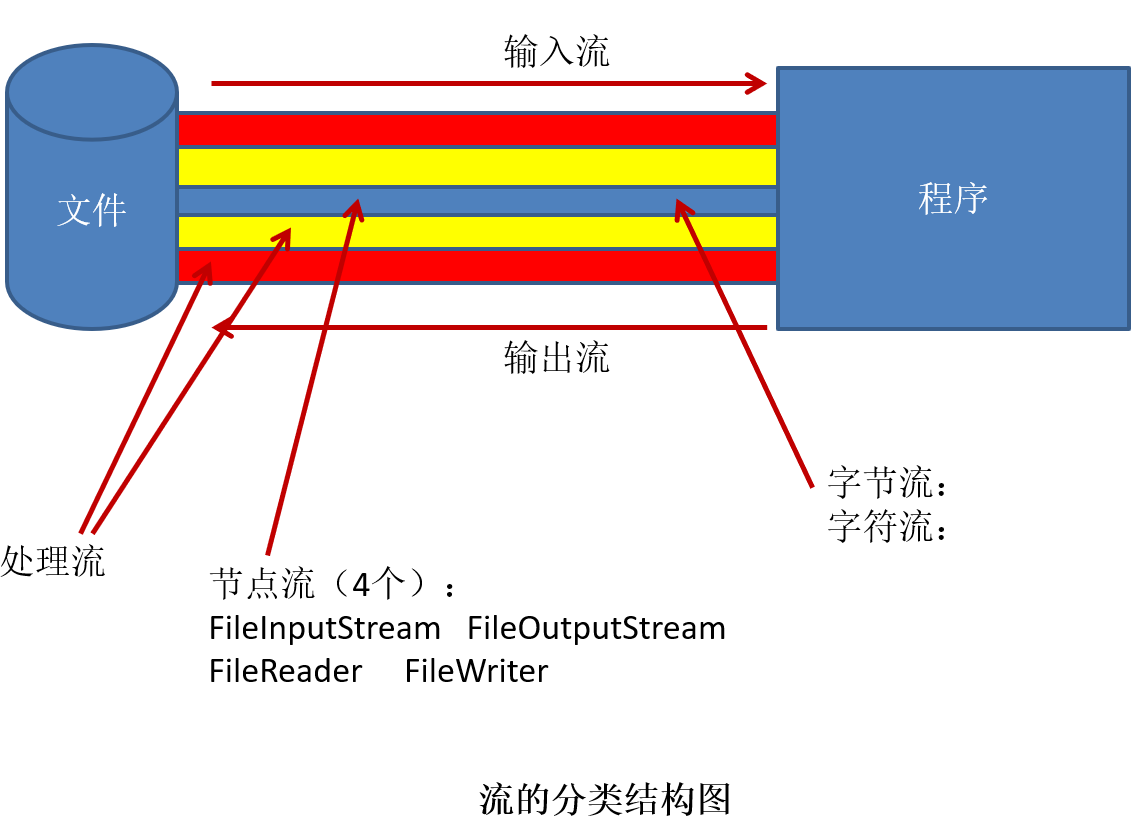 输入流
文件
程序
输出流
字节流：
字符流：
处理流
节点流（4个）：
FileInputStream FileOutputStream
FileReader FileWriter
流的分类结构图